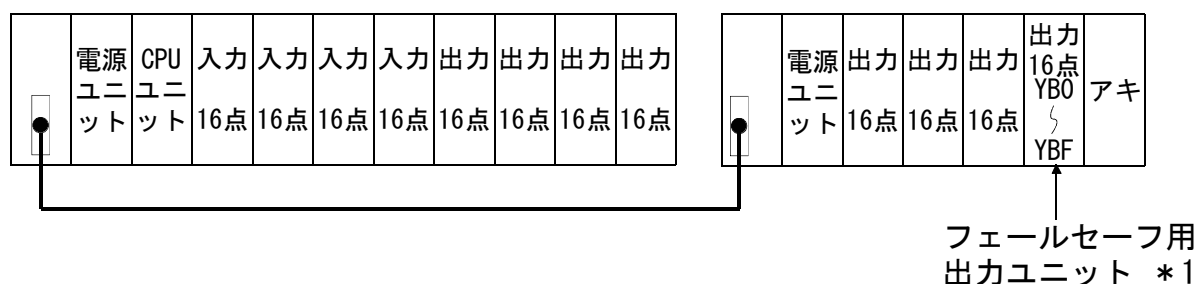 電源
ユニ
ット
CPU
ユニ
ット
入力
16点
入力
16点
入力
16点
入力
16点
出力
16点
出力
16点
出力
16点
出力
16点
電源
ユニ
ット
出力
16点
出力
16点
出力
16点
出力
16点
YB0
〜
YBF
アキ
フェールセーフ用
出力ユニット *1